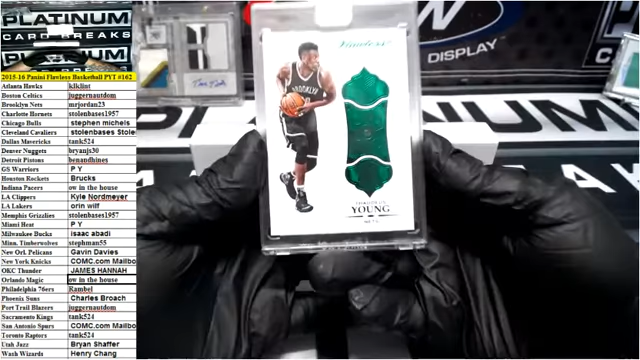 PLATINUM
CARD BREAKS
PLATINUM
2015-16 Panini Flawless Basketball PYT #162
Atlanta Hawks klklint
Boston Celtics juggernautdom
Brooklyn Nets mrjordan23
Charlotte Hornets stolenbases1957
Chicago Bulls stephen michels
Cleveland Cavaliers stolenbases Stole
Dallas Mavericks tank524
Denver Nuggets bryanjs30
Detroit Pistons benandhines
GS Warriors P Y
Houston Rockets Brucks
Indiana Pacers ow in the house
LA Clippers Kyle Nordmeyer
LA Lakers orin wilf
Memphis Grizzlies stolenbases1957
Miami Heat P Y
Milwaukee Bucks isaac abadi
Minn. Timberwolves stephman55
New Orl. Pelicans Gavin Davies
New York Knicks COMC.com Mailbo
OKC Thunder JAMES HANNAH
Orlando Magic ow in the house
Philadelphia 76ers Rambel
Phoenix Suns Charles Broach
Port Trail Blazers juggernautdom
Sacramento Kings tank524
San Antonio Spurs COMC.com Mailbo
Toronto Raptors tank524
Utah Jazz Bryan Shaffer
Wash Wizards Henry Chang
DISPLAY
Flawless
BROOKLYN
THADDEUS
YOUNG
NETS